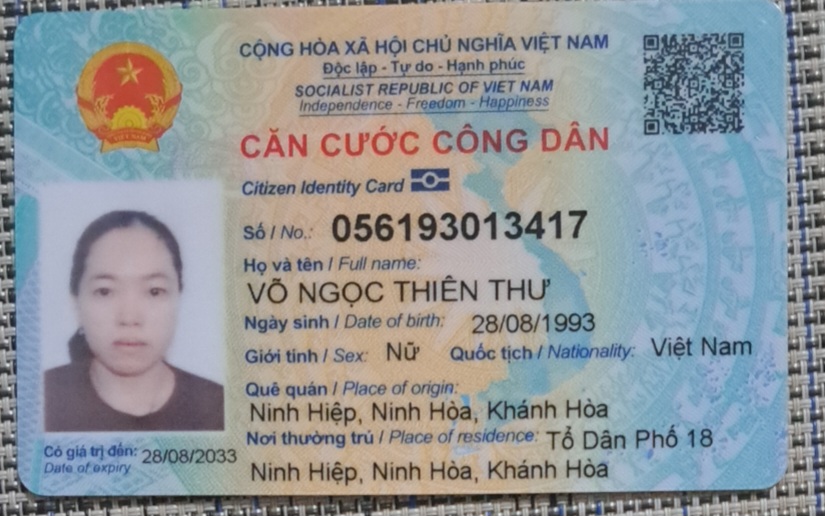 CỘNG HÒA XÃ HỘI CHỦ NGHĨA VIỆT NAM
Độc lập - Tự do - Hạnh phúc
SOCIALIST REPUBLIC OF VIET NAM
Independence - Freedom - Happiness
CĂN CƯỚC CÔNG DÂN
Citizen Identity Card
Số / No.: 056193013417
Họ và tên / Full name:
VÕ NGỌC THIÊN THƯ
Ngày sinh / Date of birth: 28/08/1993
Giới tính / Sex: Nữ Quốc tịch / Nationality: Việt Nam
Quê quán / Place of origin:
Ninh Hiệp, Ninh Hòa, Khánh Hòa
Nơi thường trú / Place of residence: Tổ Dân Phố 18
Ninh Hiệp, Ninh Hòa, Khánh Hòa
Có giá trị đến: 28/08/2033
Date of expiry